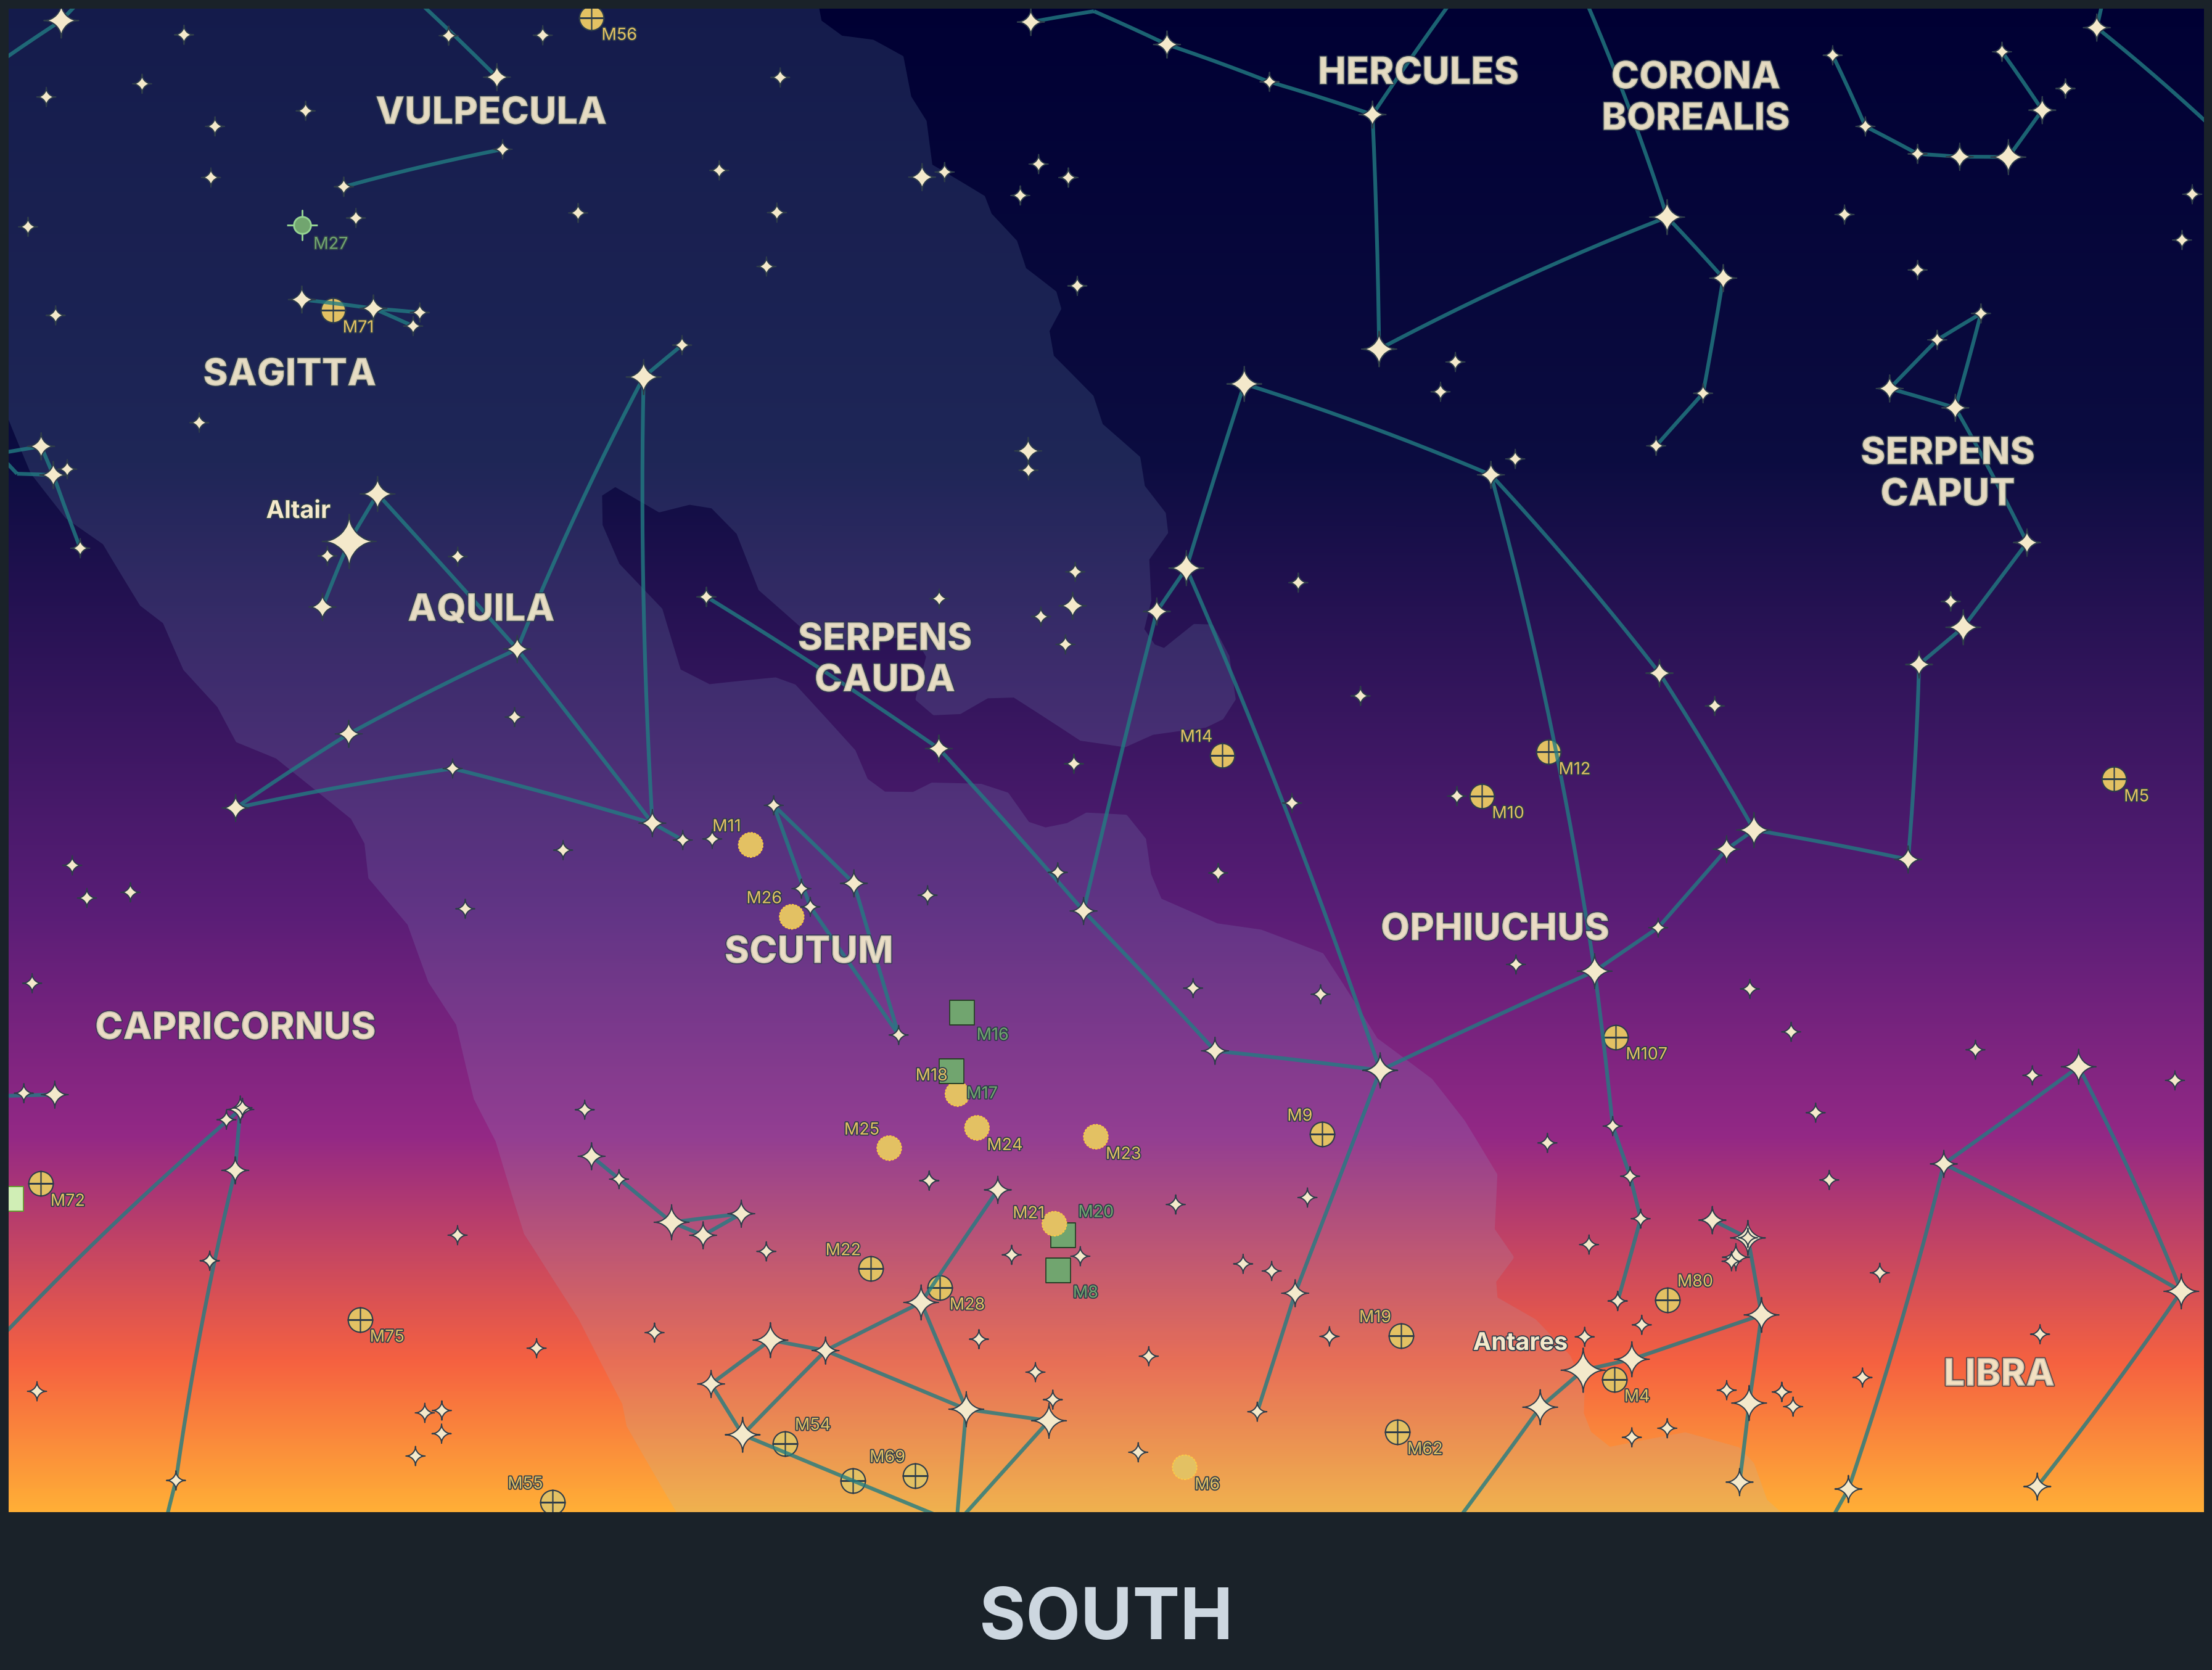 M56
HERCULES
CORONA
BOREALIS
VULPECULA
M27
M71
SAGITTA
SERPENS
CAPUT
Altair
AQUILA
SERPENS
CAUDA
M14
M12
M5
M10
M11
M26
SCUTUM
OPHIUCHUS
CAPRICORNUS
M16
M107
M18
M17
M9
M25
M24
M23
M72
M21
M20
M22
M8
M28
M80
M75
M19
Antares
LIBRA
M4
M54
M62
M69
M55
M6
SOUTH